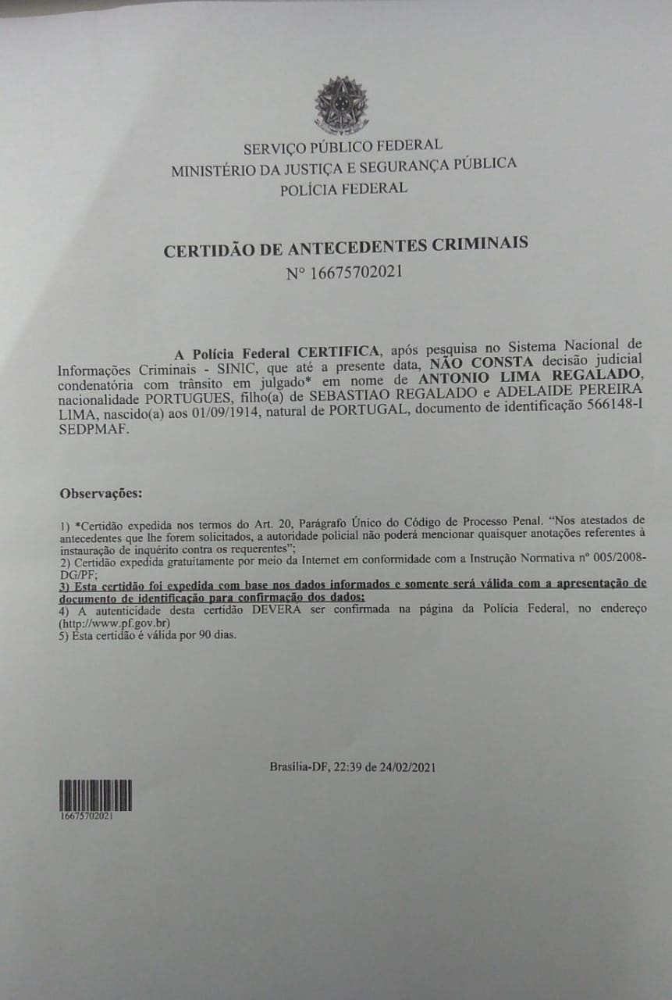 SERVIÇO PÚBLICO FEDERAL
MINISTÉRIO DA JUSTIÇA E SEGURANÇA PÚBLICA
POLÍCIA FEDERAL
CERTIDÃO DE ANTECEDENTES CRIMINAIS
N° 16675702021
A Polícia Federal CERTIFICA, após pesquisa no Sistema Nacional de
Informações Criminais - SINIC, que até a presente data, NÃO CONSTA decisão judicial
condenatória com trânsito em julgado* em nome de ANTONIO LIMA REGALADO,
nacionalidade PORTUGUES, filho(a) de SEBASTIAO REGALADO e ADELAIDE PEREIRA
LIMA, nascido(a) aos 01/09/1914, natural de PORTUGAL, documento de identificação 566148-I
SEDPMAF.
Observações:
1) *Certidão expedida nos termos do Art. 20, Parágrafo Único do Código de Processo Penal. “Nos atestados de
antecedentes que lhe forem solicitados, a autoridade policial não poderá mencionar quaisquer anotações referentes à
instauração de inquérito contra os requerentes”;
2) Certidão expedida gratuitamente por meio da Internet em conformidade com a Instrução Normativa nº 005/2008-
DG/PF;
3) Esta certidão foi expedida com base nos dados informados e somente será válida com a apresentação de
documento de identificação para confirmação dos dados;
4) A autenticidade desta certidão DEVERÁ ser confirmada na página da Polícia Federal, no endereço
(http://www.pf.gov.br)
5) Esta certidão é válida por 90 dias.
Brasília-DF, 22:39 de 24/02/2021
16675702021